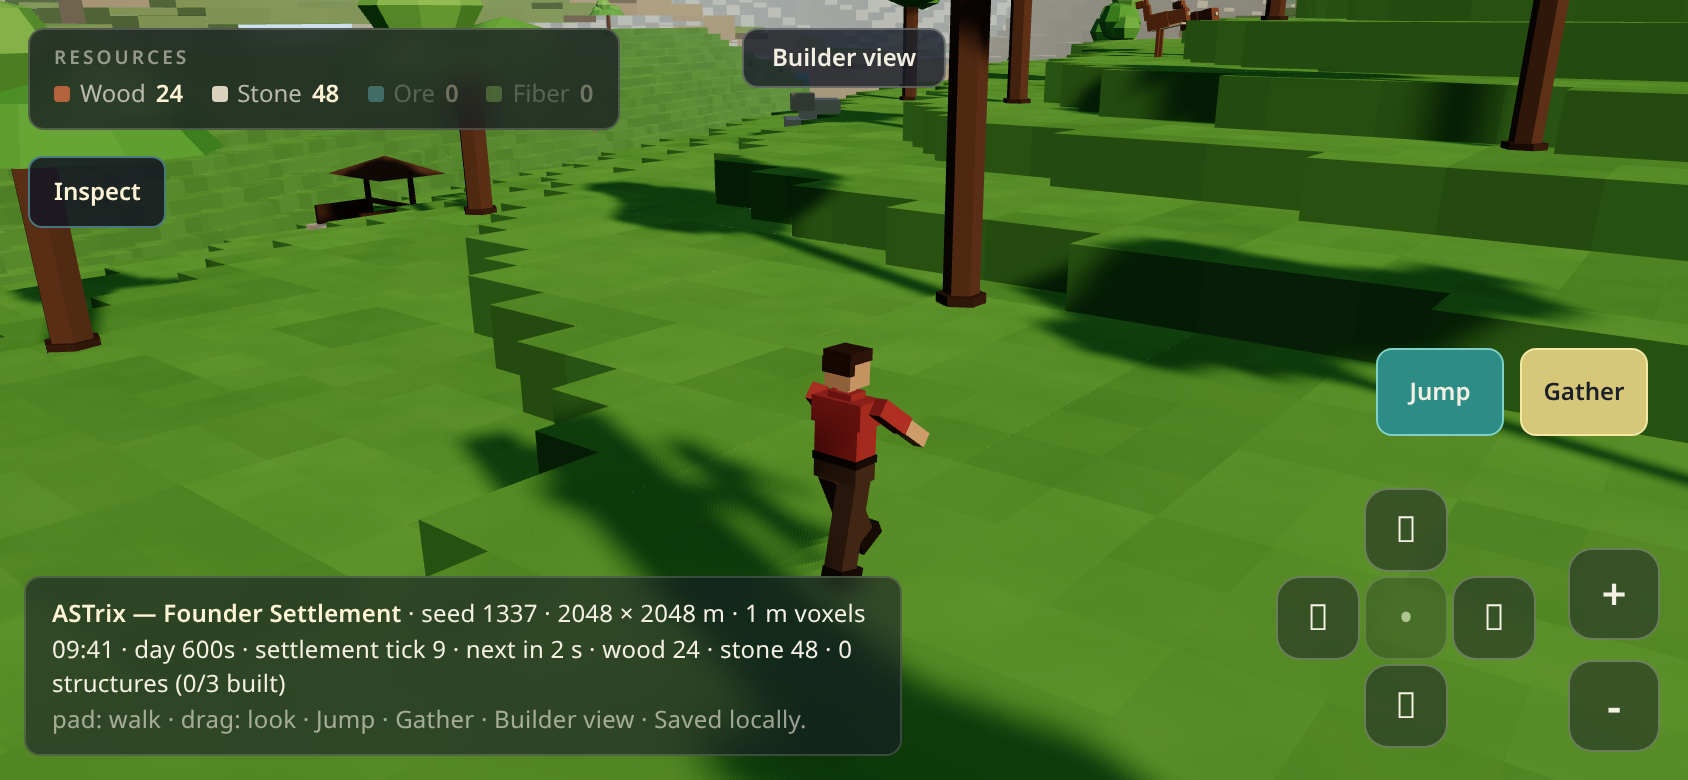 RESOURCES
Wood 24 Stone 48 Ore 0 Fiber 0
Builder view
Inspect
Jump
Gather
ASTrix — Founder Settlement · seed 1337 · 2048 × 2048 m · 1 m voxels
09:41 · day 600s · settlement tick 9 · next in 2 s · wood 24 · stone 48 · 0
structures (0/3 built)
pad: walk · drag: look · Jump · Gather · Builder view · Saved locally.
+
-